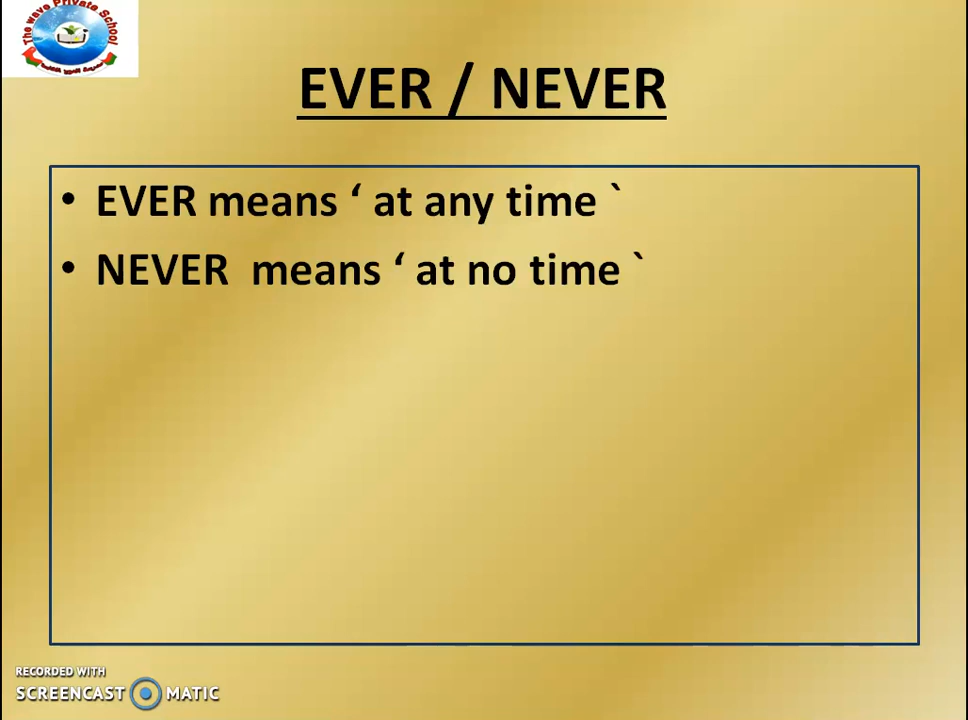 The wave Private School
EVER / NEVER
• EVER means ‘ at any time `
• NEVER  means ‘ at no time `
RECORDED WITH
SCREENCAST MATIC